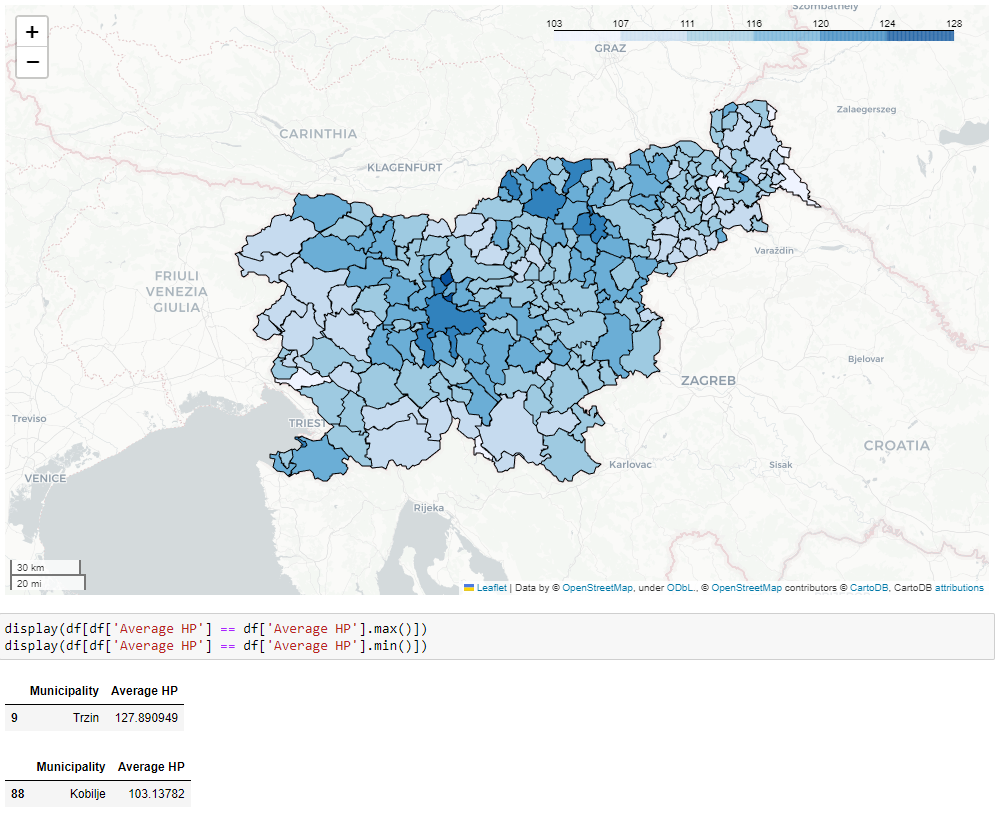 +
−
103 107 111 116 120 124 128
Szombathely
GRAZ
Zalaegerszeg
CARINTHIA
KLAGENFURT
Varaždin
FRIULI
VENEZIA
GIULIA
Bjelovar
ZAGREB
Treviso
TRIEST
CROATIA
Karlovac
Sisak
VENICE
Rijeka
30 km
20 mi
Leaflet | Data by © OpenStreetMap, under ODbL., © OpenStreetMap contributors © CartoDB, CartoDB attributions
display(df[df['Average HP'] == df['Average HP'].max()])
display(df[df['Average HP'] == df['Average HP'].min()])
Municipality Average HP
9 Trzin 127.890949
Municipality Average HP
88 Kobilje 103.13782